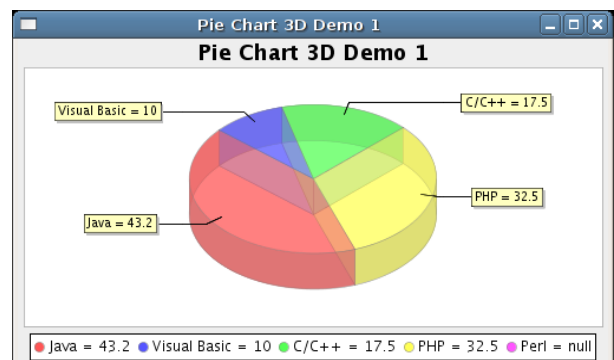 Pie Chart 3D Demo 1
Pie Chart 3D Demo 1
Visual Basic = 10
C/C++ = 17.5
Java = 43.2
PHP = 32.5
Java = 43.2 Visual Basic = 10 C/C++ = 17.5 PHP = 32.5 Perl = null